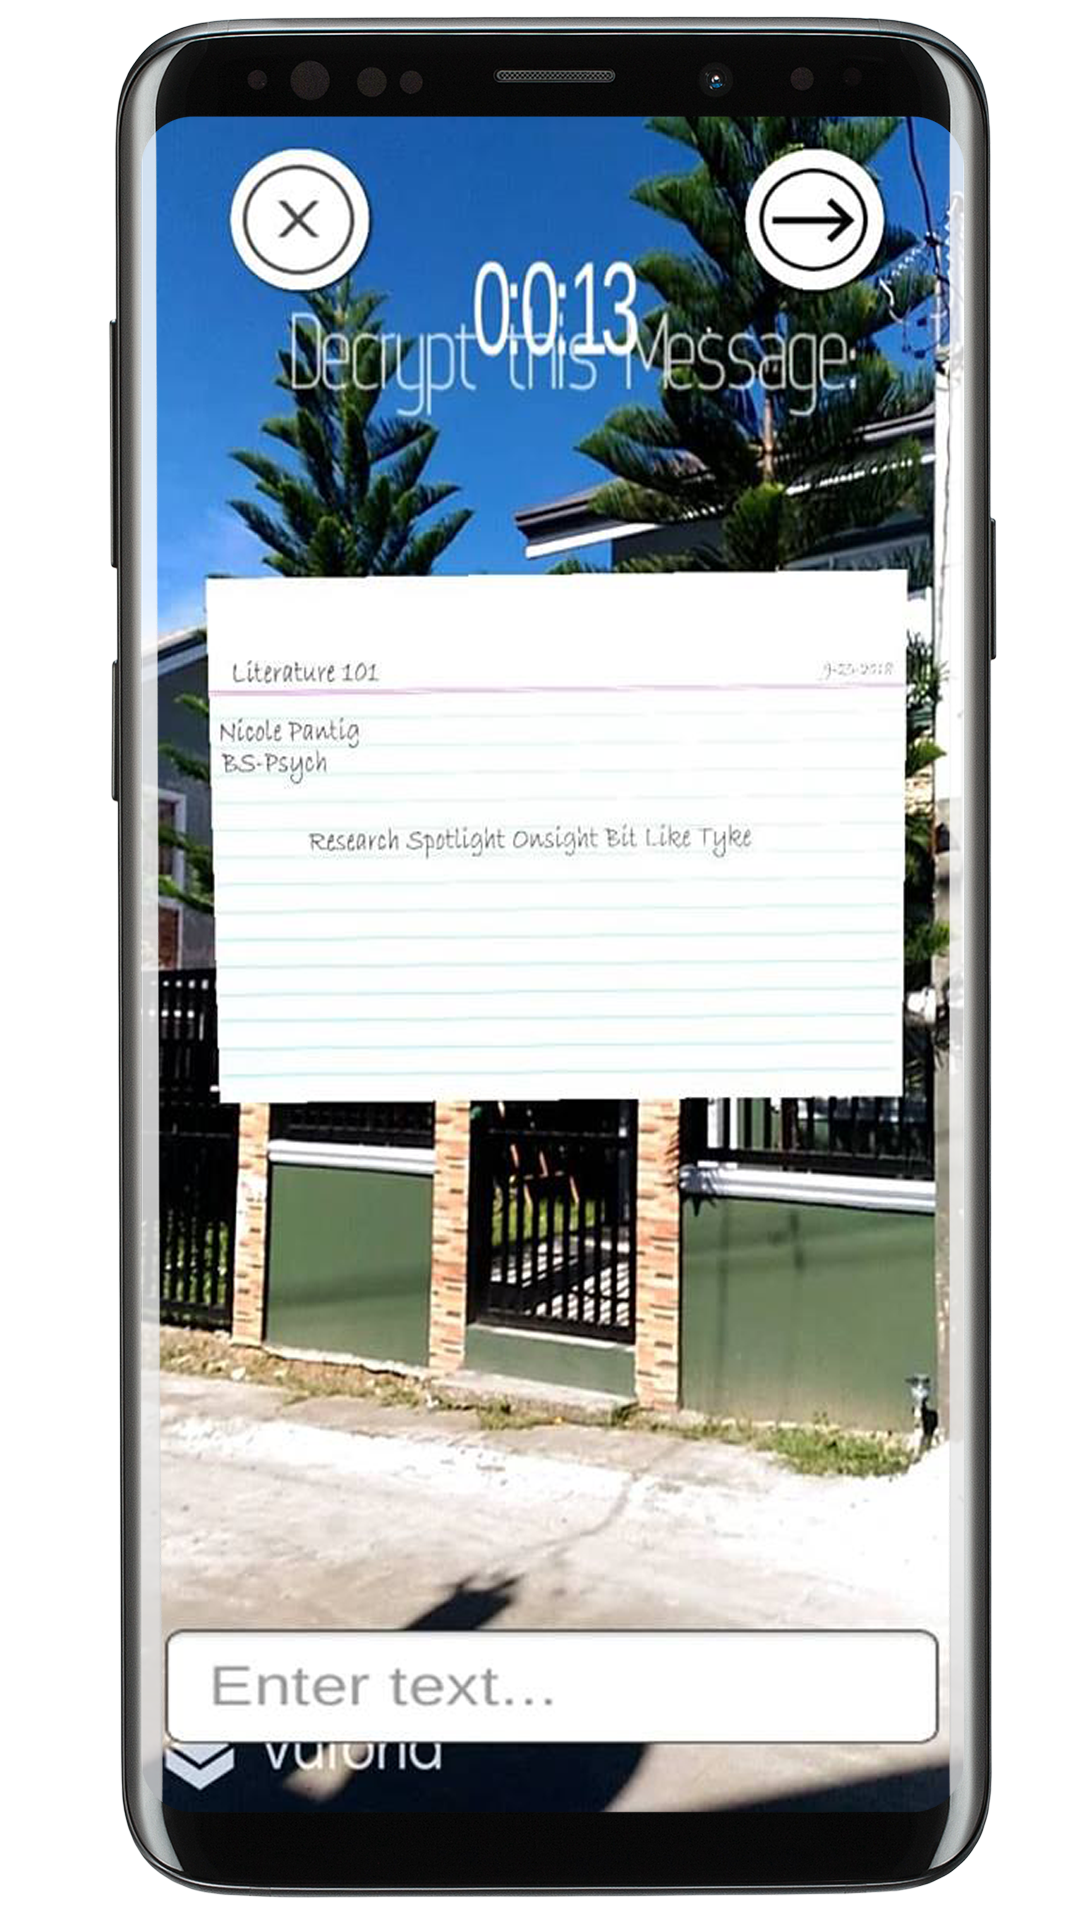 0:0:13
Decrypt this Message:
Literature 101
9-25-2018
Nicole Pantig
BS-Psych
Research Spotlight Onsight Bit Like Tyke
Enter text...
vuforia